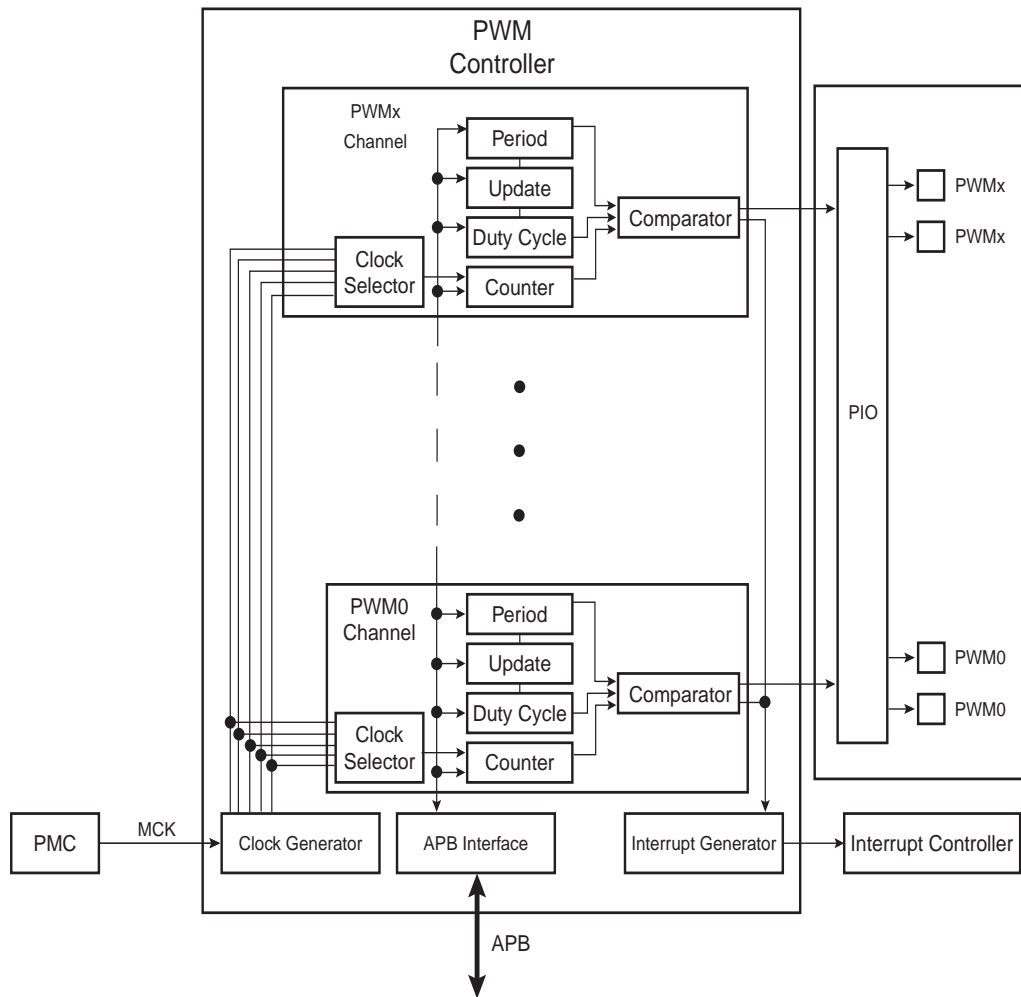 PWM
Controller
PWMx
Channel
Period
Update
Duty Cycle
Counter
Clock
Selector
Comparator
PIO
PWMx
PWMx
PWM0
Channel
Period
Update
Duty Cycle
Counter
Clock
Selector
Comparator
PWM0
PWM0
PMC
MCK
Clock Generator
APB Interface
Interrupt Generator
Interrupt Controller
APB